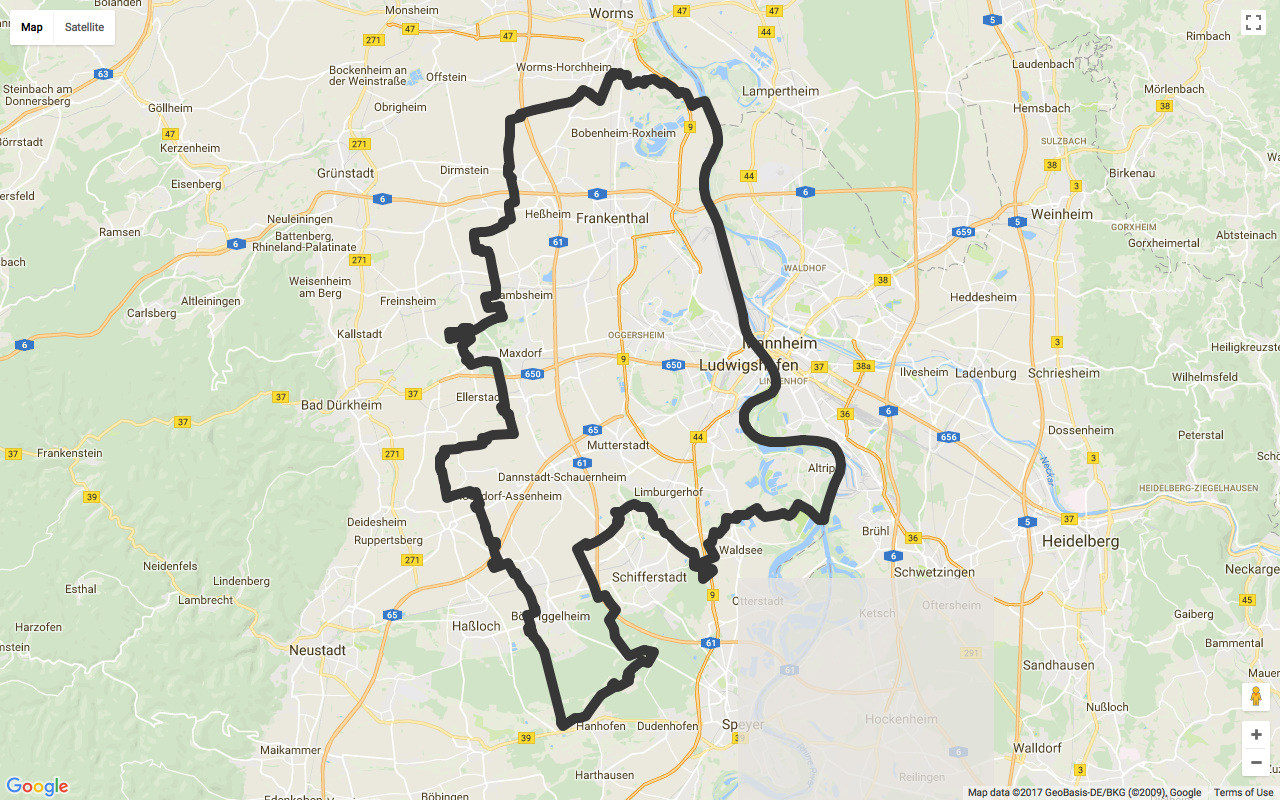 Map
Satellite
Bolanden
Monsheim
Worms
47
5
Rimbach
271
47
47
44
Laudenbach
63
Bockenheim an
der Weinstraße
Offstein
Worms-Horchheim
Steinbach am
Donnersberg
Göllheim
Obrigheim
Lampertheim
Hemsbach
Mörlenbach
38
47
Kerzenheim
271
Bobenheim-Roxheim
9
SULZBACH
38
Eisenberg
Grünstadt
Dirmstein
44
Birkenau
3
6
6
6
Neuleiningen
Heßheim
Frankenthal
5
Weinheim
Ramsen
Battenberg,
Rhineland-Palatinate
6
61
659
GORXHEIM
Gorxheimertal
Abtsteinach
271
WALDHOF
Weisenheim
am Berg
Freinsheim
38
Heddesheim
Altleiningen
Carlsberg
Kallstadt
OGGERSHEIM
Mannheim
3
Heiligkreuzste
6
Maxdorf
9
650
Ludwigshafen
37
38a
Ilvesheim
Ladenburg
Schriesheim
Wilhelmsfeld
650
LINDENHOF
37
37
Bad Dürkheim
Ellerstadt
36
6
37
65
44
656
Dossenheim
Peterstal
37
Frankenstein
271
Mutterstadt
61
3
Altrip
Neckar
39
Dannstadt-Schauernheim
Limburgerhof
HEIDELBERG-ZIEGELHAUSEN
Deidesheim
Ruppertsberg
Brühl
36
5
37
Heidelberg
271
Waldsee
6
Neidenfels
Lindenberg
Schifferstadt
Schwetzingen
Neckarge
Esthal
Lambrecht
9
Otterstadt
Ketsch
Oftersheim
45
65
Gaiberg
Harzofen
Haßloch
Böhl-Iggelheim
61
Bammental
Neustadt
291
61
Sandhausen
Nußloch
Speyer
Hockenheim
39
Hanhofen
Dudenhofen
39
6
Walldorf
Maikammer
3
Harthausen
Reilingen
Edenkoben
Böbingen
Google
Map data ©2017 GeoBasis-DE/BKG (©2009), Google
Terms of Use